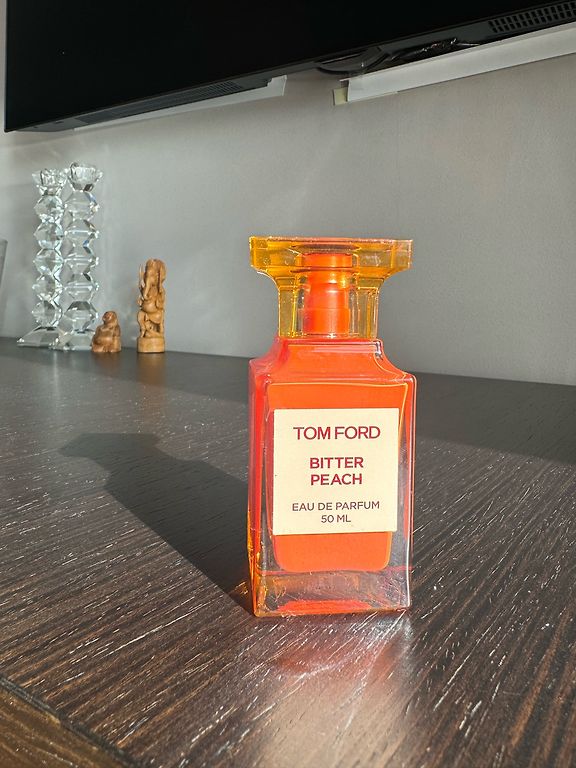 TOM FORD
BITTER
PEACH
EAU DE PARFUM
50 ML